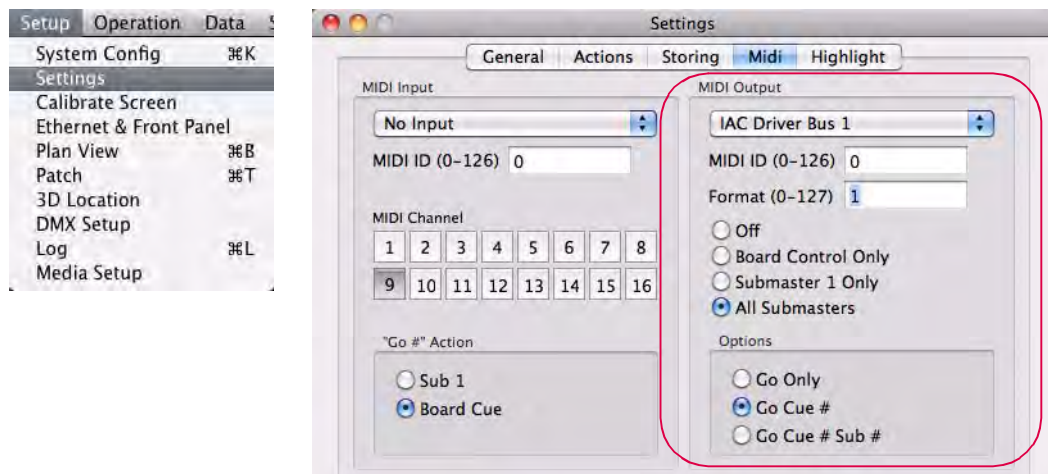 Setup Operation Data S
System Config ⌘K
Settings
Calibrate Screen
Ethernet & Front Panel
Plan View ⌘B
Patch ⌘T
3D Location
DMX Setup
Log ⌘L
Media Setup
Settings
General Actions Storing Midi Highlight
MIDI Input
No Input
MIDI ID (0-126) 0
MIDI Channel
1 2 3 4 5 6 7 8
9 10 11 12 13 14 15 16
"Go #" Action
Sub 1
Board Cue
MIDI Output
IAC Driver Bus 1
MIDI ID (0-126) 0
Format (0-127) 1
Off
Board Control Only
Submaster 1 Only
All Submasters
Options
Go Only
Go Cue #
Go Cue # Sub #